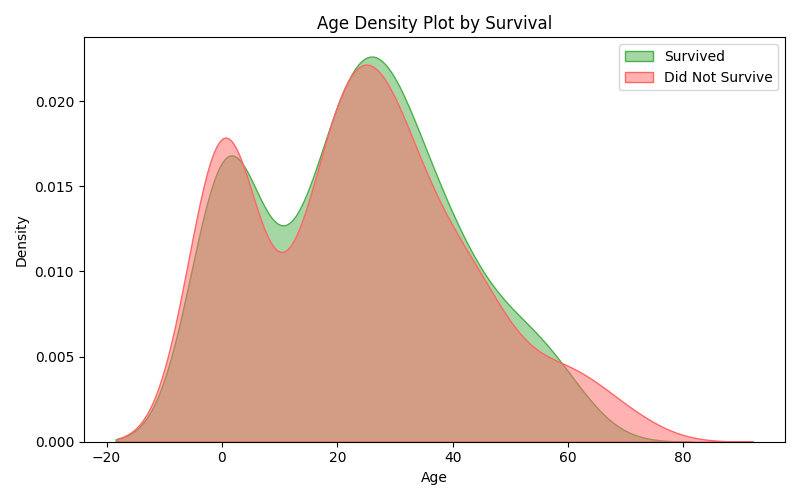 Age Density Plot by Survival
Survived
Did Not Survive
0.020
0.015
0.010
0.005
0.000
Density
−20
0
20
40
60
80
Age